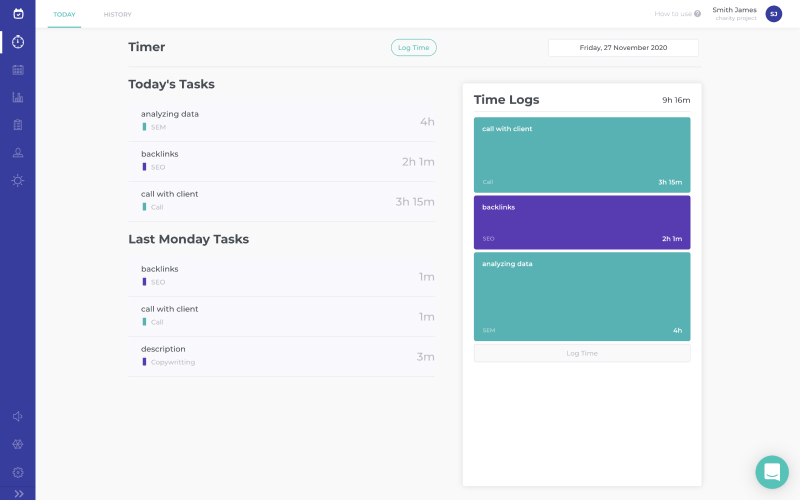 TODAY
HISTORY
How to use ?
Smith James
charity project
SJ
Timer
Log Time
Friday, 27 November 2020
Today's Tasks
analyzing data
SEM
4h
backlinks
SEO
2h 1m
call with client
Call
3h 15m
Last Monday Tasks
backlinks
SEO
1m
call with client
Call
1m
description
Copywritting
3m
Time Logs
9h 16m
call with client
Call
3h 15m
backlinks
SEO
2h 1m
analyzing data
SEM
4h
Log Time